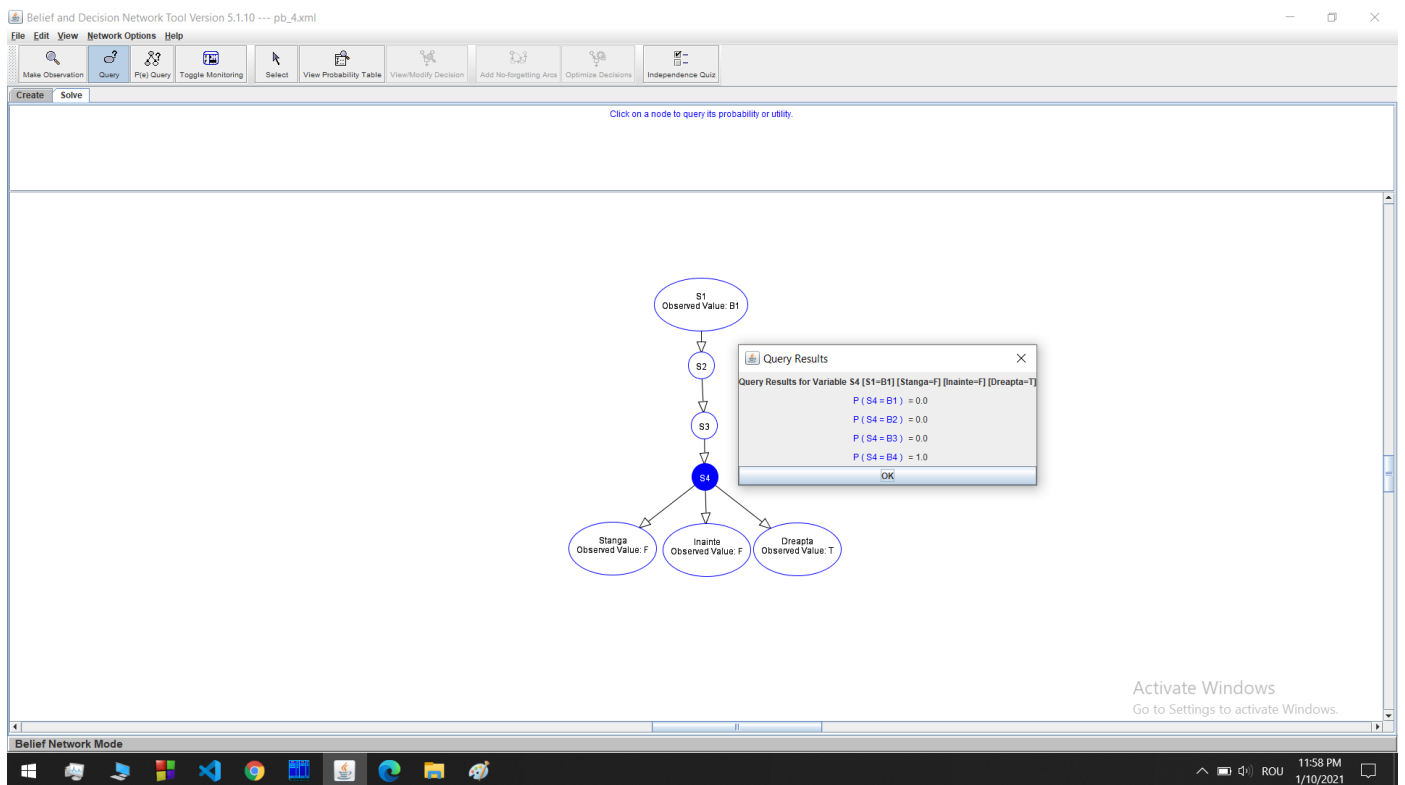 Belief and Decision Network Tool Version 5.1.10 --- pb_4.xml
File Edit View Network Options Help
Make Observation Query P(e) Query Toggle Monitoring Select View Probability Table View/Modify Decision Add No-forgetting Arcs Optimize Decisions Independence Quiz
Create Solve
Click on a node to query its probability or utility.
S1
Observed Value: B1
S2
S3
S4
Stanga
Observed Value: F
Inainte
Observed Value: F
Dreapta
Observed Value: T
Query Results
Query Results for Variable S4 [S1=B1] [Stanga=F] [Inainte=F] [Dreapta=T]
P ( S4 = B1 ) = 0.0
P ( S4 = B2 ) = 0.0
P ( S4 = B3 ) = 0.0
P ( S4 = B4 ) = 1.0
OK
Activate Windows
Go to Settings to activate Windows.
Belief Network Mode
ROU
11:58 PM
1/10/2021